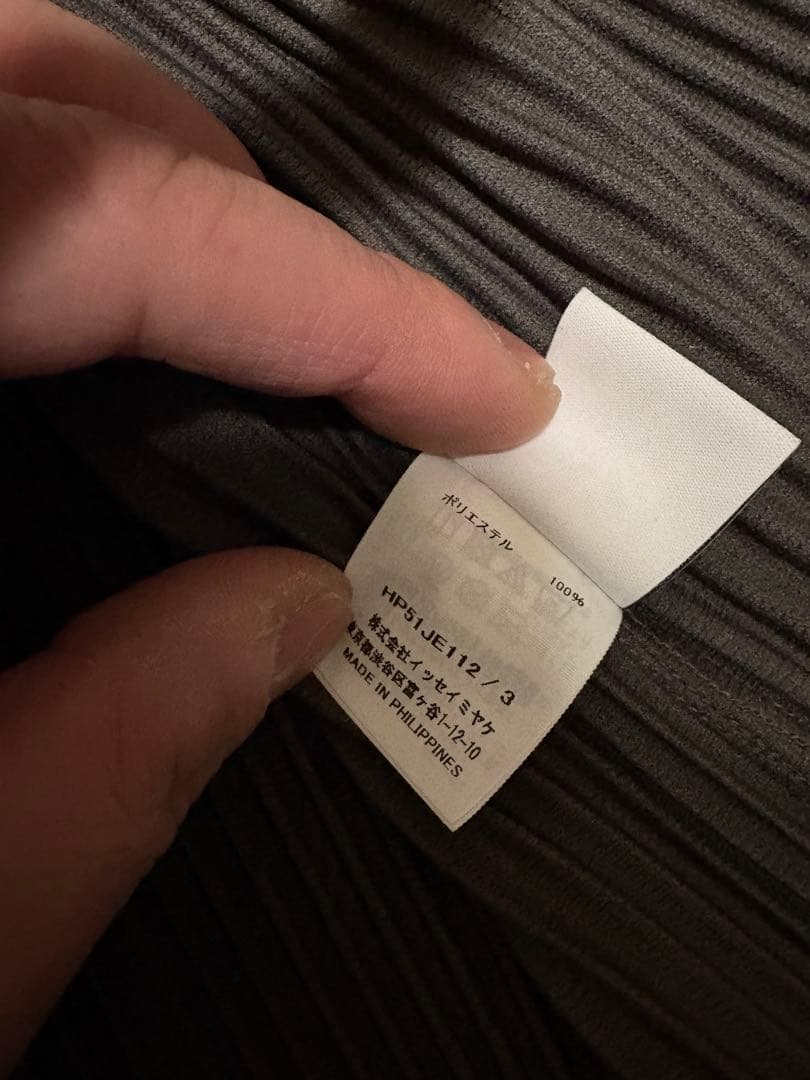 ポリエステル 100%
HP51JE112 / 3
株式会社イッセイミヤケ
東京都渋谷区富ヶ谷1-12-10
MADE IN PHILIPPINES